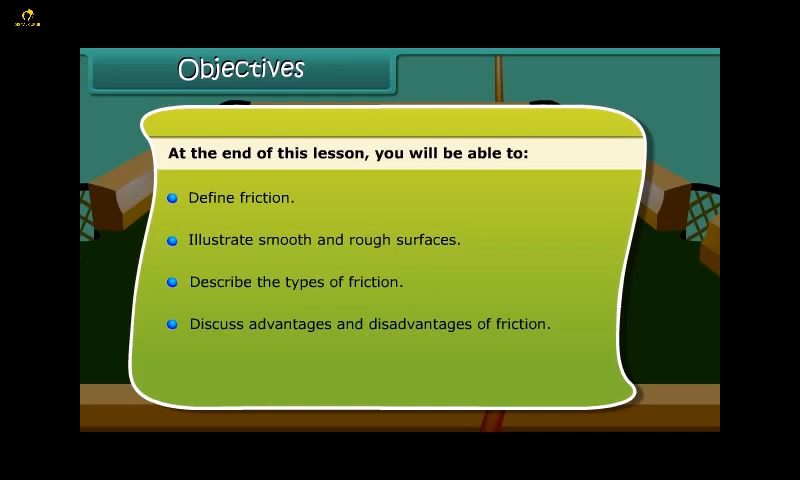 Objectives
At the end of this lesson, you will be able to:
Define friction.
Illustrate smooth and rough surfaces.
Describe the types of friction.
Discuss advantages and disadvantages of friction.